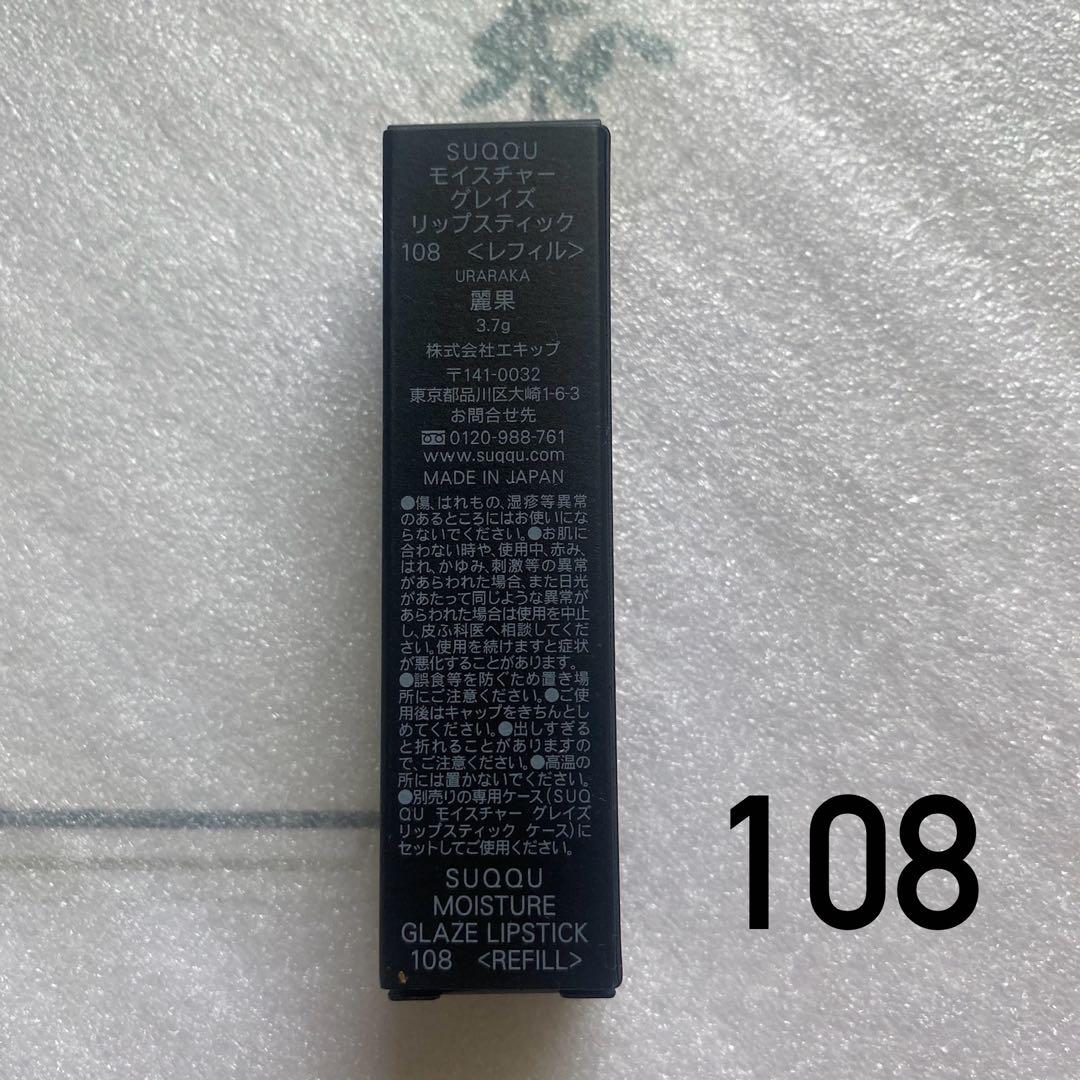 SUQQU
モイスチャー
グレイズ
リップスティック
108 <レフィル>
URARAKA
麗果
3.7g
株式会社エキップ
〒141-0032
東京都品川区大崎1-6-3
お問合せ先
0120-988-761
www.suqqu.com
MADE IN JAPAN
●傷、はれもの、湿疹等異常
のあるところにはお使いにな
らないでください。●お肌に
合わない時や、使用中、赤み、
はれ、かゆみ、刺激等の異常
があらわれた場合、また日光
があたって同じような異常が
あらわれた場合は使用を中止
し、皮ふ科医へ相談してくだ
さい。使用を続けますと症状
が悪化することがあります。
●誤食等を防ぐため置き場
所にご注意ください。●ご使
用後はキャップをきちんとし
めてください。●出しすぎる
と折れることがありますの
で、ご注意ください。●高温の
所には置かないでください。
●別売りの専用ケース(SUQ
QU モイスチャー グレイズ
リップスティック ケース)に
セットしてご使用ください。
SUQQU
MOISTURE
GLAZE LIPSTICK
108 <REFILL>
108